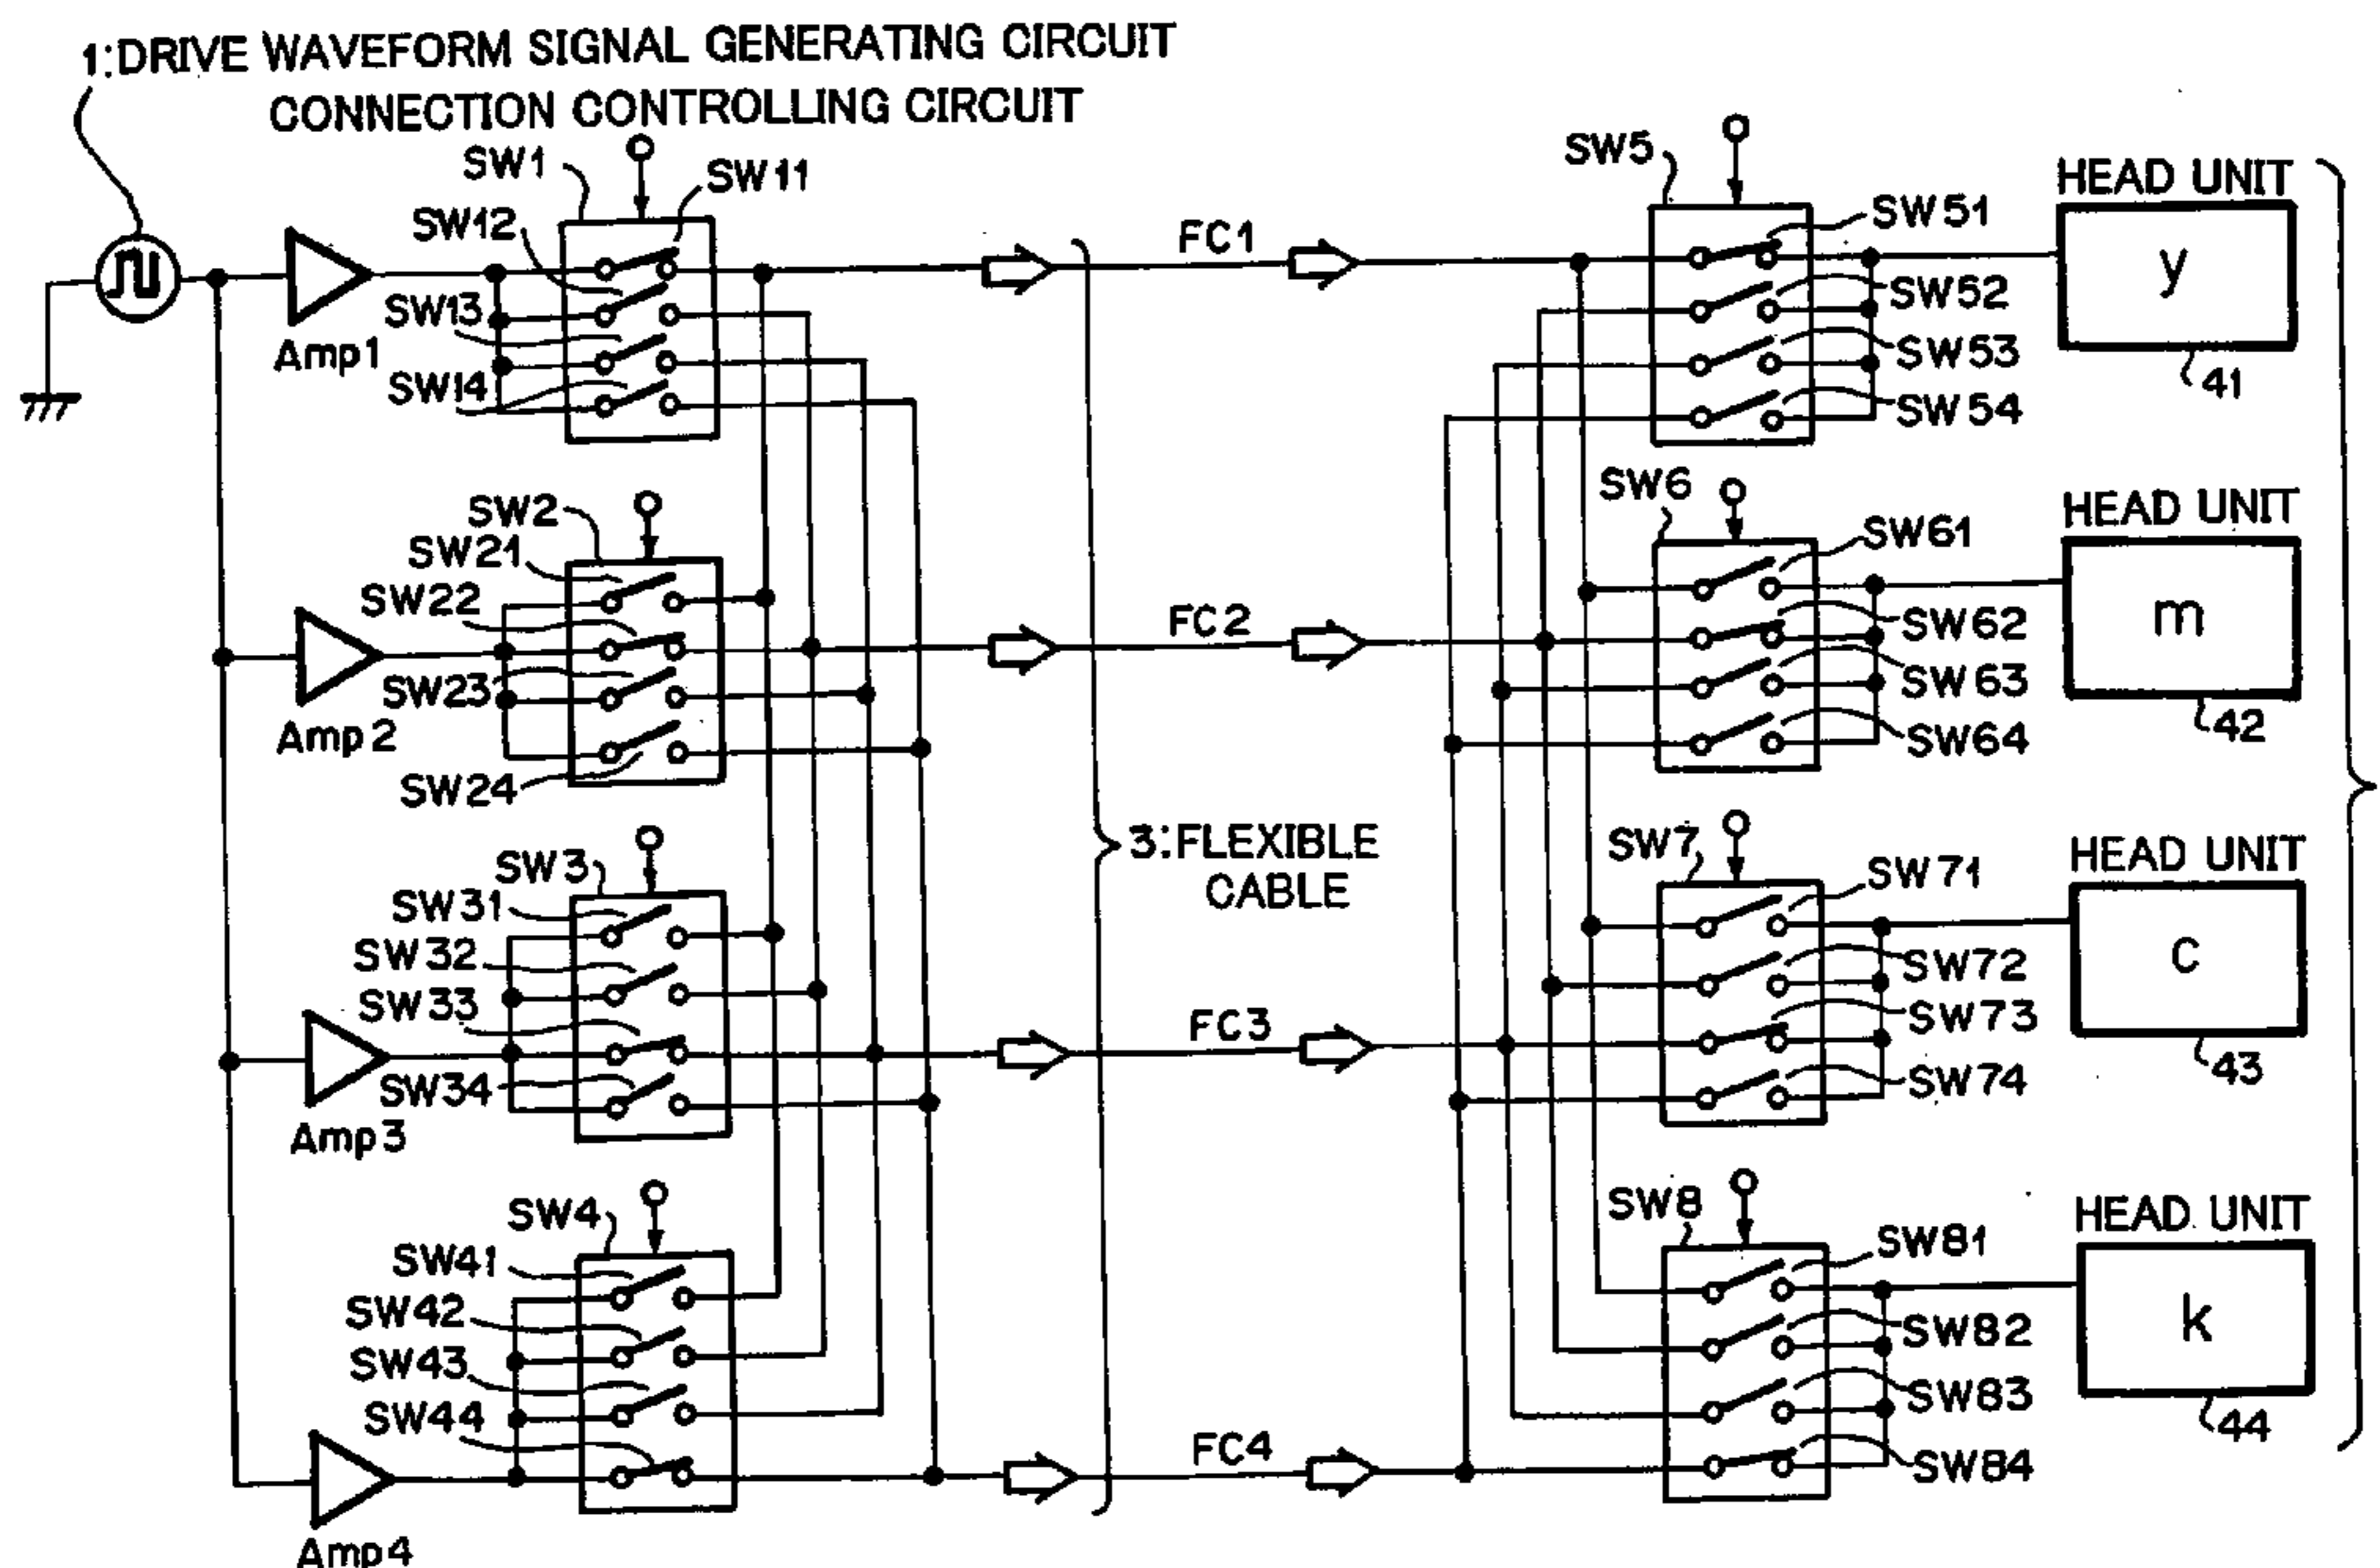 1:DRIVE WAVEFORM SIGNAL GENERATING CIRCUIT
CONNECTION CONTROLLING CIRCUIT
SW1
SW11
SW12
SW13
SW14
Amp1
FC1
SW5
SW51
SW52
SW53
SW54
HEAD UNIT
y
41
SW2
SW21
SW22
SW23
SW24
Amp2
FC2
SW6
SW61
SW62
SW63
SW64
HEAD UNIT
m
42
3:FLEXIBLE
CABLE
SW3
SW31
SW32
SW33
SW34
Amp3
FC3
SW7
SW71
SW72
SW73
SW74
HEAD UNIT
c
43
SW4
SW41
SW42
SW43
SW44
Amp4
FC4
SW8
SW81
SW82
SW83
SW84
HEAD UNIT
k
44